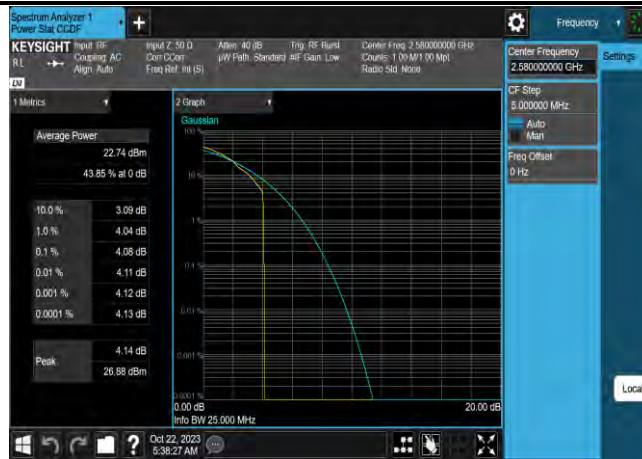 Spectrum Analyzer 1
Power Stat CCDF
Frequency
KEYSIGHT
Input: RF
Input Z: 50 Ω
Atten: 40 dB
Trig: RF Burst
Center Freq: 2.580000000 GHz
RL
Coupling: AC
Corr CCorr
µW Path: Standard
#IF Gain: Low
Counts: 1.00 M/1.00 Mpt
Align: Auto
Freq Ref: Int (S)
Radio Std: None
Center Frequency
2.580000000 GHz
Settings
CF Step
5.000000 MHz
Auto
Man
Freq Offset
0 Hz
1 Metrics
Average Power
22.74 dBm
43.85 % at 0 dB
10.0 % 3.09 dB
1.0 % 4.04 dB
0.1 % 4.08 dB
0.01 % 4.11 dB
0.001 % 4.12 dB
0.0001 % 4.13 dB
Peak
4.14 dB
26.88 dBm
2 Graph
Gaussian
100 %
10 %
1 %
0.1 %
0.01 %
0.001 %
0.0001 %
0.00 dB
20.00 dB
Info BW 25.000 MHz
Local
?
Oct 22, 2023
5:38:27 AM